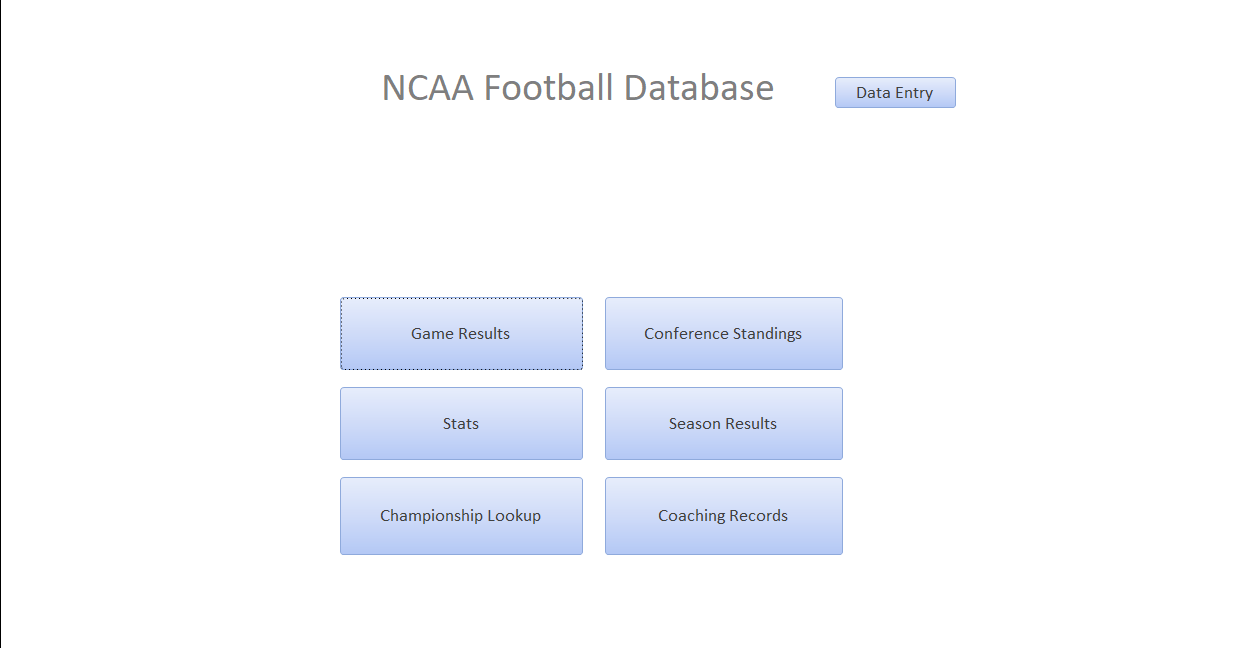 NCAA Football Database
Data Entry
Game Results
Conference Standings
Stats
Season Results
Championship Lookup
Coaching Records